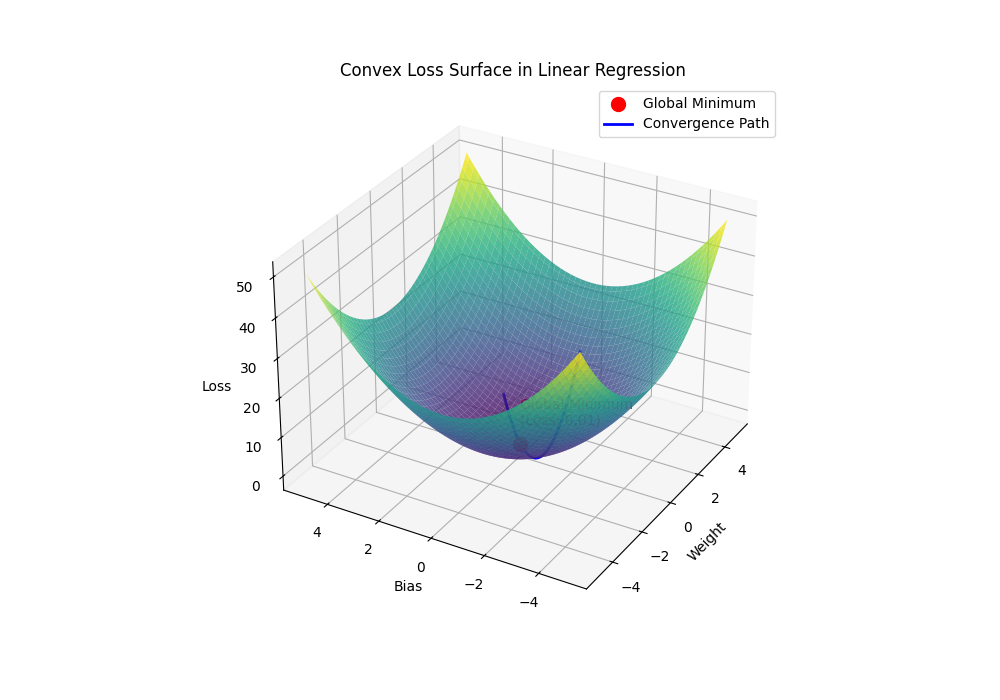 Convex Loss Surface in Linear Regression
Global Minimum
Convergence Path
50
40
30
20
10
0
Loss
4
2
0
−2
−4
Bias
4
2
0
−2
−4
Weight